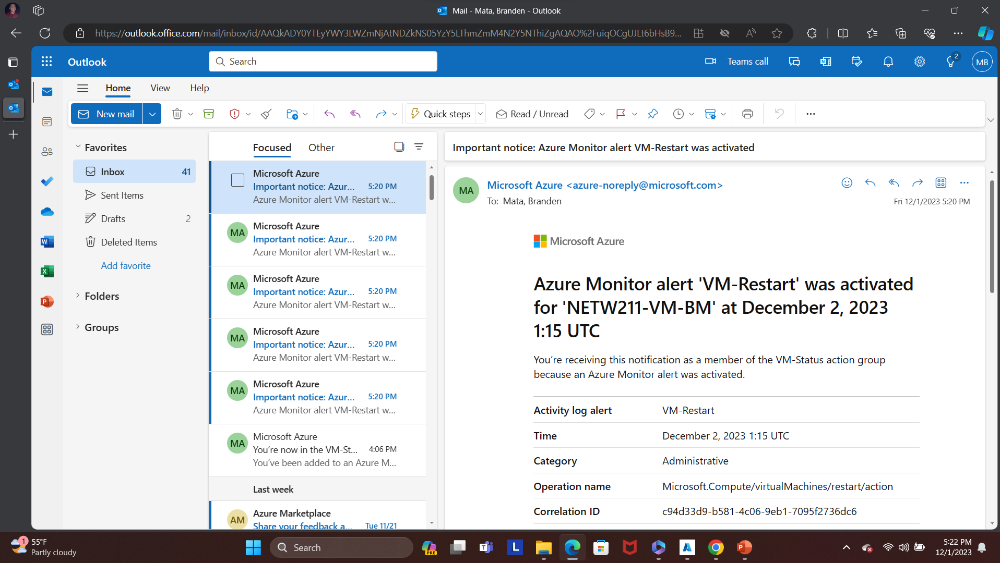 Mail - Mata, Branden - Outlook
https://outlook.office.com/mail/inbox/id/AAQkADY0YTEyYWY3LWZmNjAtNDZkNS05YzY5LThmZmM4N2Y5NThiZgAQAO%2FuiqOCgUJLt6bHsB9...
Outlook
Search
Teams call
2
MB
Home View Help
New mail
Quick steps
Read / Unread
Favorites
Inbox 41
Sent Items
Drafts 2
Deleted Items
Add favorite
Folders
Groups
Focused Other
Microsoft Azure
Important notice: Azur... 5:20 PM
Azure Monitor alert VM-Restart w...
MA
Microsoft Azure
Important notice: Azur... 5:20 PM
Azure Monitor alert VM-Restart w...
MA
Microsoft Azure
Important notice: Azur... 5:20 PM
Azure Monitor alert VM-Restart w...
MA
Microsoft Azure
Important notice: Azur... 5:20 PM
Azure Monitor alert VM-Restart w...
MA
Microsoft Azure
Important notice: Azur... 5:20 PM
Azure Monitor alert VM-Restart w...
MA
Microsoft Azure
You're now in the VM-St... 4:06 PM
You've been added to an Azure M...
Last week
AM
Azure Marketplace
Share your feedback a... Tue 11/21
Important notice: Azure Monitor alert VM-Restart was activated
MA
Microsoft Azure <azure-noreply@microsoft.com>
To: Mata, Branden
Fri 12/1/2023 5:20 PM
Microsoft Azure
Azure Monitor alert 'VM-Restart' was activated
for 'NETW211-VM-BM' at December 2, 2023
1:15 UTC
You're receiving this notification as a member of the VM-Status action group
because an Azure Monitor alert was activated.
Activity log alert VM-Restart
Time December 2, 2023 1:15 UTC
Category Administrative
Operation name Microsoft.Compute/virtualMachines/restart/action
Correlation ID c94d33d9-b581-4c06-9eb1-7095f2736dc6
1
55°F
Partly cloudy
Search
PRE
L
5:22 PM
12/1/2023